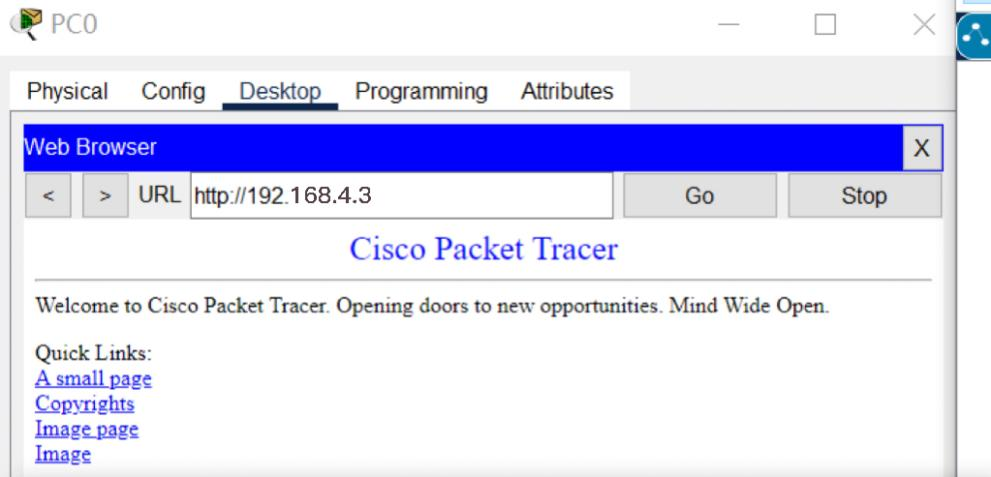 PC0
Physical Config Desktop Programming Attributes
Web Browser X
< > URL http://192.168.4.3 Go Stop
Cisco Packet Tracer
Welcome to Cisco Packet Tracer. Opening doors to new opportunities. Mind Wide Open.
Quick Links:
A small page
Copyrights
Image page
Image